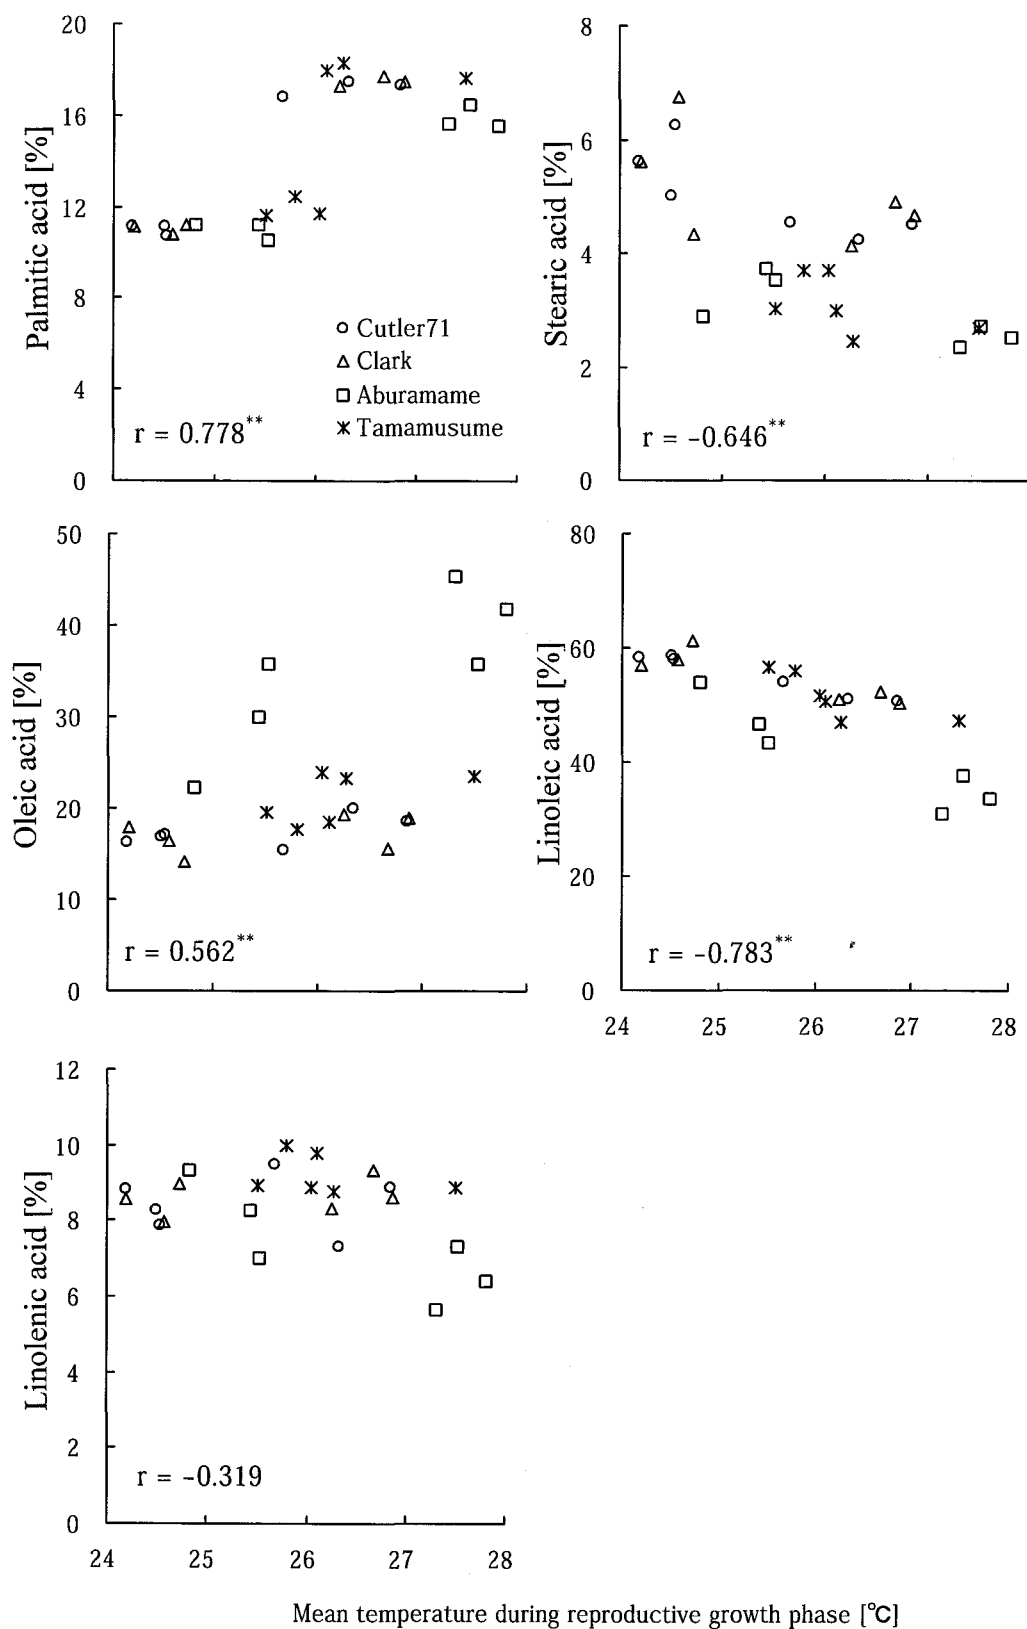 20
16
12
8
4
0
Palmitic acid [%]
Cutler71
Clark
Aburamame
Tamamusume
r = 0.778**
8
6
4
2
0
Stearic acid [%]
r = -0.646**
50
40
30
20
10
0
Oleic acid [%]
r = 0.562**
80
60
40
20
0
Linoleic acid [%]
r = -0.783**
24 25 26 27 28
12
10
8
6
4
2
0
Linolenic acid [%]
r = -0.319
24 25 26 27 28
Mean temperature during reproductive growth phase [°C]